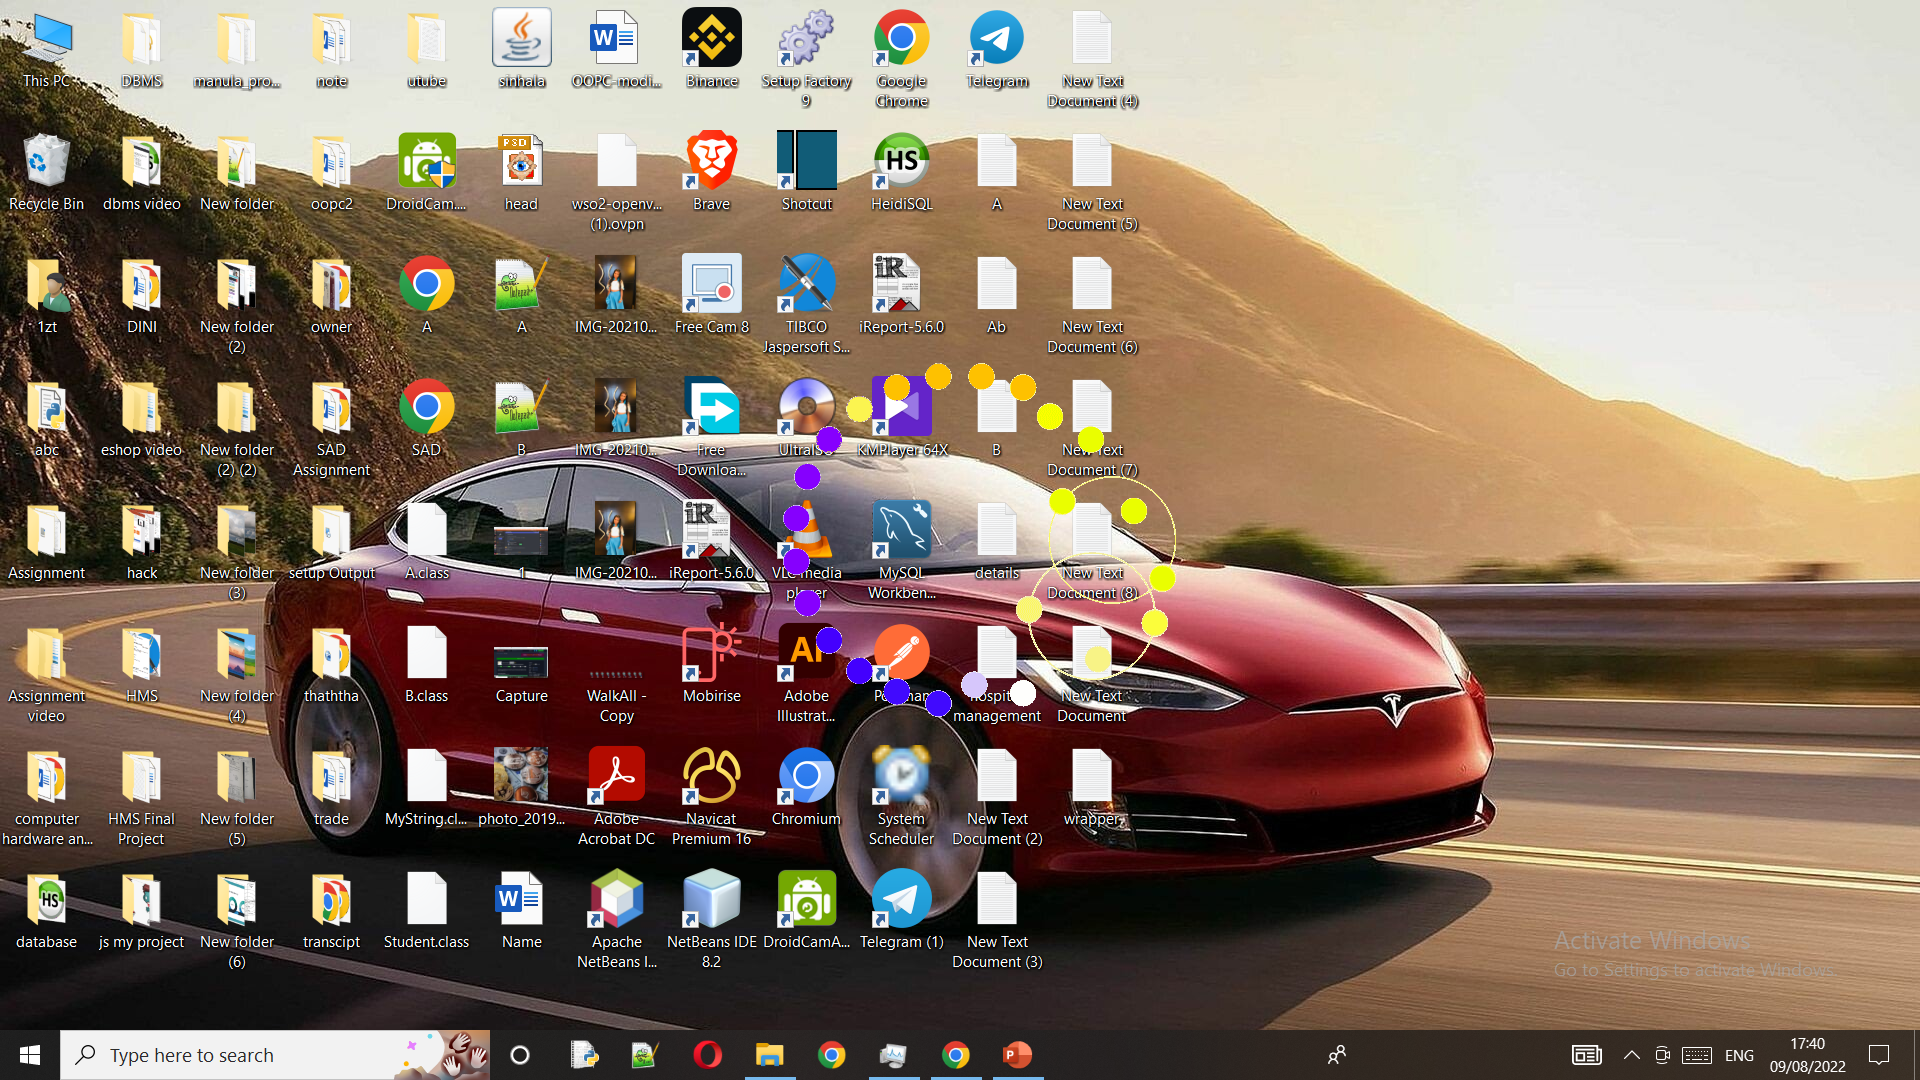 This PC
DBMS
manula_pro...
note
utube
sinhala
OOPC-modi...
Binance
Setup Factory
9
Google
Chrome
Telegram
New Text
Document (4)
Recycle Bin
dbms video
New folder
oopc2
DroidCam....
head
wso2-openv...
(1).ovpn
Brave
Shotcut
HeidiSQL
A
New Text
Document (5)
1zt
DINI
New folder
(2)
owner
A
A
IMG-20210...
Free Cam 8
TIBCO
Jaspersoft S...
iReport-5.6.0
Ab
New Text
Document (6)
abc
eshop video
New folder
(2) (2)
SAD
Assignment
SAD
B
IMG-20210...
Free
Downloa...
UltraISO
KMPlayer 64X
B
New Text
Document (7)
Assignment
hack
New folder
(3)
setup Output
A.class
1
IMG-20210...
iReport-5.6.0
VLC media
player
MySQL
Workben...
details
New Text
Document (8)
Assignment
video
HMS
New folder
(4)
thaththa
B.class
Capture
WalkAll -
Copy
Mobirise
Adobe
Illustrat...
Postman
hospital
management
New Text
Document
computer
hardware an...
HMS Final
Project
New folder
(5)
trade
MyString.cl...
photo_2019...
Adobe
Acrobat DC
Navicat
Premium 16
Chromium
System
Scheduler
New Text
Document (2)
wrapper
database
js my project
New folder
(6)
transcipt
Student.class
Name
Apache
NetBeans I...
NetBeans IDE
8.2
DroidCamA...
Telegram (1)
New Text
Document (3)
Activate Windows
Go to Settings to activate Windows.
Type here to search
ENG
17:40
09/08/2022